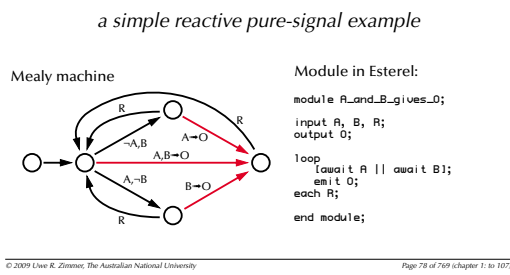 a simple reactive pure-signal example
Mealy machine
R
R
¬A,B
A➞O
A,B➞O
A,¬B
B➞O
R
Module in Esterel:
module A_and_B_gives_O;
input A, B, R;
output O;
loop
[await A || await B];
emit O;
each R;
end module;
© 2009 Uwe R. Zimmer, The Australian National University
Page 78 of 769 (chapter 1: to 107)